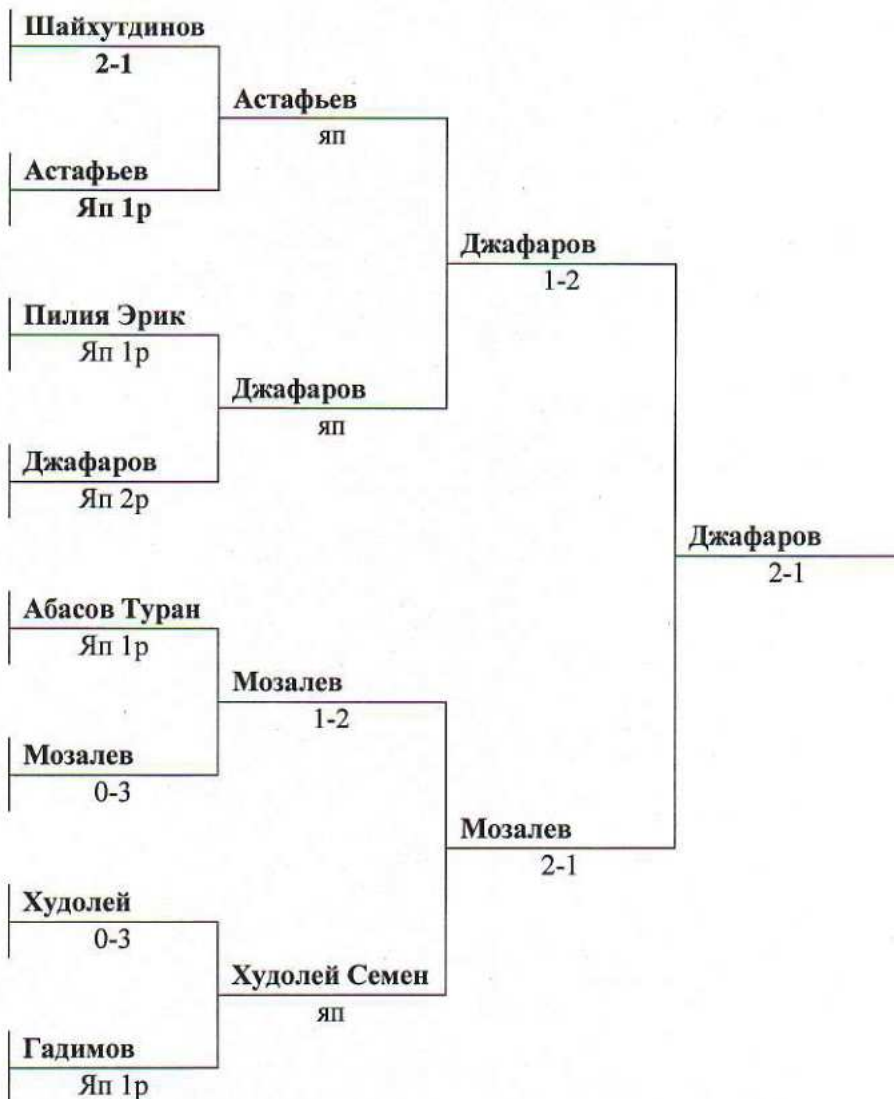 Шайхутдинов
2-1
Астафьев
яп
Астафьев
Яп 1р
Джафаров
1-2
Пилия Эрик
Яп 1р
Джафаров
яп
Джафаров
Яп 2р
Джафаров
2-1
Абасов Туран
Яп 1р
Мозалев
1-2
Мозалев
0-3
Мозалев
2-1
Худолей
0-3
Худолей Семен
яп
Гадимов
Яп 1р